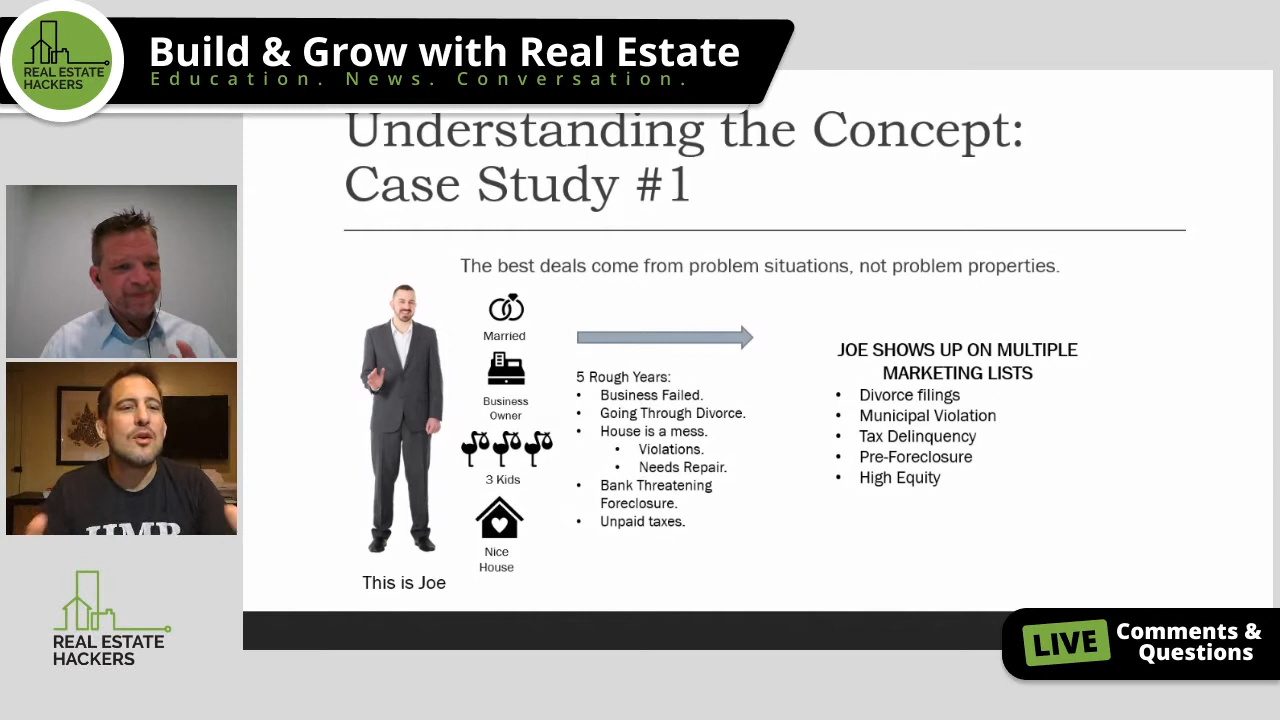 Build & Grow with Real Estate
Education. News. Conversation.
REAL ESTATE
HACKERS
Understanding the Concept:
Case Study #1
The best deals come from problem situations, not problem properties.
This is Joe
Married
Business
Owner
3 Kids
Nice
House
5 Rough Years:
• Business Failed.
• Going Through Divorce.
• House is a mess.
• Violations.
• Needs Repair.
• Bank Threatening
Foreclosure.
• Unpaid taxes.
JOE SHOWS UP ON MULTIPLE
MARKETING LISTS
• Divorce filings
• Municipal Violation
• Tax Delinquency
• Pre-Foreclosure
• High Equity
REAL ESTATE
HACKERS
LIVE
Comments &
Questions